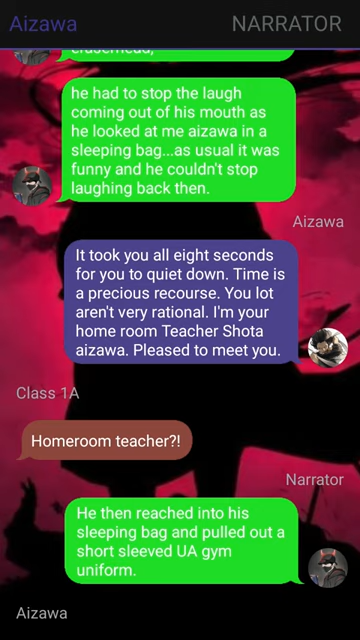 Aizawa
NARRATOR
eraserhead,
he had to stop the laugh
coming out of his mouth as
he looked at me aizawa in a
sleeping bag...as usual it was
funny and he couldn't stop
laughing back then.
Aizawa
It took you all eight seconds
for you to quiet down. Time is
a precious recourse. You lot
aren't very rational. I'm your
home room Teacher Shota
aizawa. Pleased to meet you.
Class 1A
Homeroom teacher?!
Narrator
He then reached into his
sleeping bag and pulled out a
short sleeved UA gym
uniform.
Aizawa